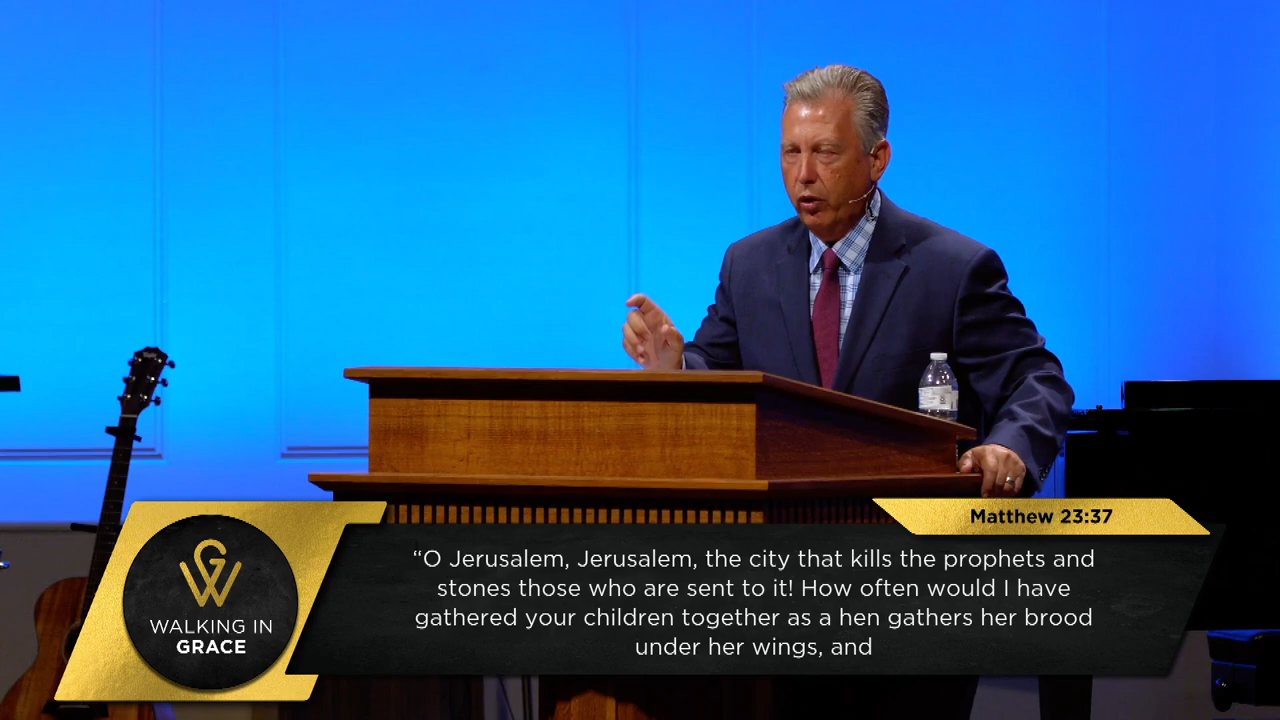 Matthew 23:37
“O Jerusalem, Jerusalem, the city that kills the prophets and
stones those who are sent to it! How often would I have
gathered your children together as a hen gathers her brood
under her wings, and
GW
WALKING IN
GRACE